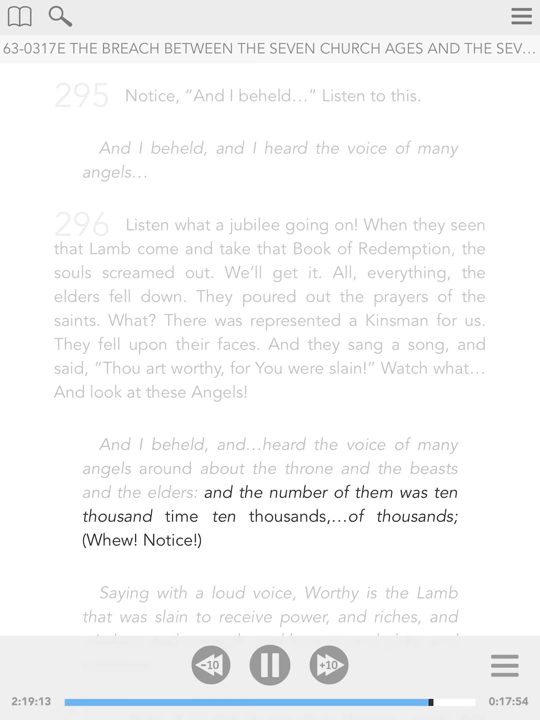 63-0317E THE BREACH BETWEEN THE SEVEN CHURCH AGES AND THE SEV…
295 Notice, “And I beheld…” Listen to this.
And I beheld, and I heard the voice of many
angels…
296 Listen what a jubilee going on! When they seen
that Lamb come and take that Book of Redemption, the
souls screamed out. We’ll get it. All, everything, the
elders fell down. They poured out the prayers of the
saints. What? There was represented a Kinsman for us.
They fell upon their faces. And they sang a song, and
said, “Thou art worthy, for You were slain!” Watch what…
And look at these Angels!
And I beheld, and…heard the voice of many
angels around about the throne and the beasts
and the elders: and the number of them was ten
thousand time ten thousands,…of thousands;
(Whew! Notice!)
Saying with a loud voice, Worthy is the Lamb
that was slain to receive power, and riches, and
-10
+10
2:19:13
0:17:54